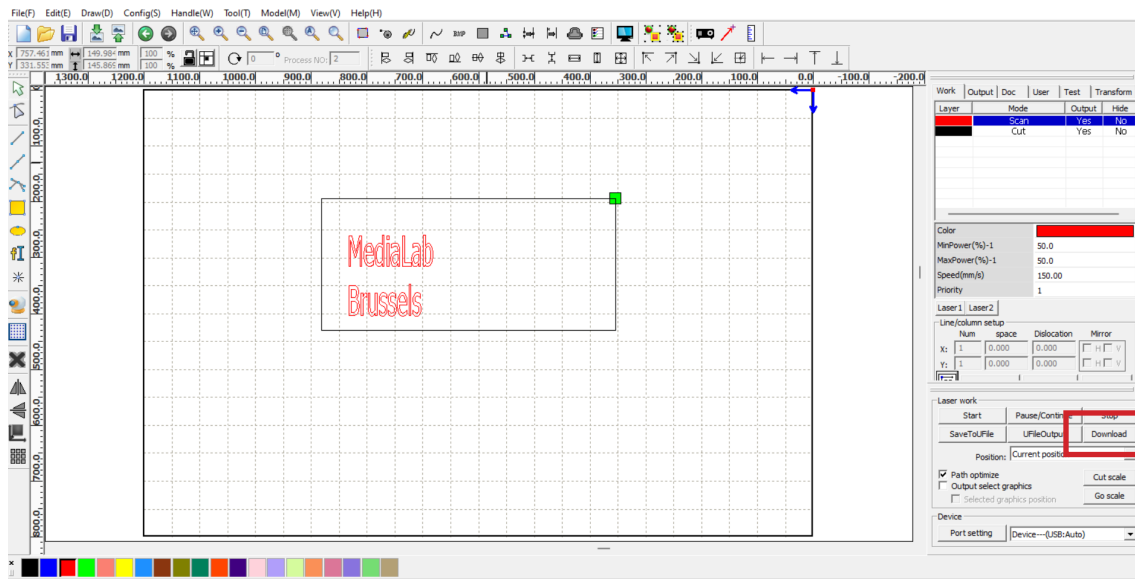 File(F) Edit(E) Draw(D) Config(S) Handle(W) Tool(T) Model(M) View(V) Help(H)
BMP
X 757.461 mm 149.984 mm 100 %
Y 331.553 mm 145.869 mm 100 %
0 ° Process NO: 2
1300.0 1200.0 1100.0 1000.0 900.0 800.0 700.0 600.0 500.0 400.0 300.0 200.0 100.0 0.0 -100.0 -200.0
100.0
200.0
300.0
400.0
500.0
600.0
700.0
800.0
MediaLab
Brussels
Work Output Doc User Test Transform
Layer Mode Output Hide
Scan Yes No
Cut Yes No
Color
MinPower(%)-1 50.0
MaxPower(%)-1 50.0
Speed(mm/s) 150.00
Priority 1
Laser1 Laser2
Line/column setup
Num space Dislocation Mirror
X: 1 0.000 0.000 H V
Y: 1 0.000 0.000 H V
Laser work
Start Pause/Continue Stop
SaveToUFile UFileOutput Download
Position: Current position
Path optimize
Output select graphics
Cut scale
Selected graphics position
Go scale
Device
Port setting Device---(USB:Auto)